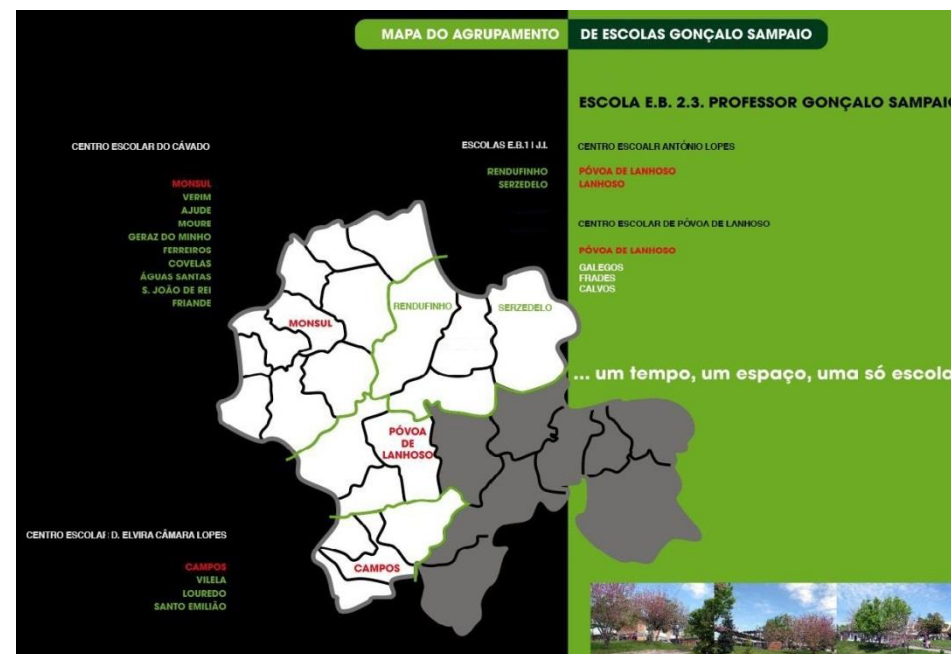 MAPA DO AGRUPAMENTO DE ESCOLAS GONÇALO SAMPAIO
ESCOLA E.B. 2.3. PROFESSOR GONÇALO SAMPAIO
CENTRO ESCOLAR DO CÁVADO
MONSUL
VERIM
AJUDE
MOURE
GERAZ DO MINHO
FERREIROS
COVELAS
ÁGUAS SANTAS
S. JOÃO DE REI
FRIANDE
ESCOLAS E.B.1 I J.I.
RENDUFINHO
SERZEDELO
CENTRO ESCOALR ANTÓNIO LOPES
PÓVOA DE LANHOSO
LANHOSO
CENTRO ESCOLAR DE PÓVOA DE LANHOSO
PÓVOA DE LANHOSO
GALEGOS
FRADES
CALVOS
RENDUFINHO
SERZEDELO
MONSUL
... um tempo, um espaço, uma só escola
PÓVOA
DE
LANHOSO
CENTRO ESCOLAR D. ELVIRA CÂMARA LOPES
CAMPOS
VILELA
LOUREDO
SANTO EMILIÃO
CAMPOS